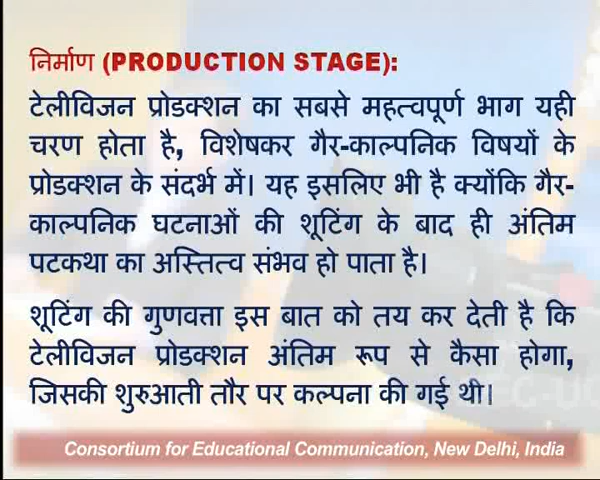 निर्माण (PRODUCTION STAGE):
टेलीविजन प्रोडक्शन का सबसे महत्वपूर्ण भाग यही
चरण होता है, विशेषकर गैर-काल्पनिक विषयों के
प्रोडक्शन के संदर्भ में। यह इसलिए भी है क्योंकि गैर-
काल्पनिक घटनाओं की शूटिंग के बाद ही अंतिम
पटकथा का अस्तित्व संभव हो पाता है।
शूटिंग की गुणवत्ता इस बात को तय कर देती है कि
टेलीविजन प्रोडक्शन अंतिम रूप से कैसा होगा,
जिसकी शुरुआती तौर पर कल्पना की गई थी।
Consortium for Educational Communication, New Delhi, India